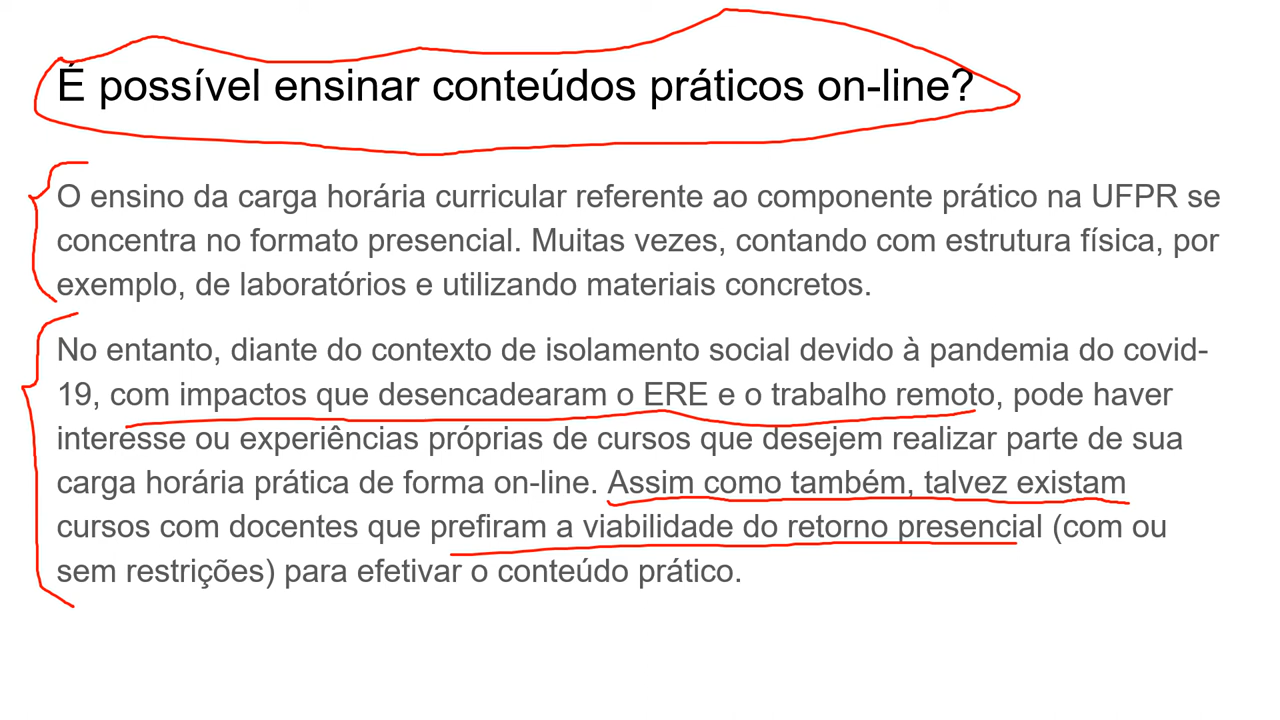 É possível ensinar conteúdos práticos on-line?
O ensino da carga horária curricular referente ao componente prático na UFPR se
concentra no formato presencial. Muitas vezes, contando com estrutura física, por
exemplo, de laboratórios e utilizando materiais concretos.
No entanto, diante do contexto de isolamento social devido à pandemia do covid-
19, com impactos que desencadearam o ERE e o trabalho remoto, pode haver
interesse ou experiências próprias de cursos que desejem realizar parte de sua
carga horária prática de forma on-line. Assim como também, talvez existam
cursos com docentes que prefiram a viabilidade do retorno presencial (com ou
sem restrições) para efetivar o conteúdo prático.